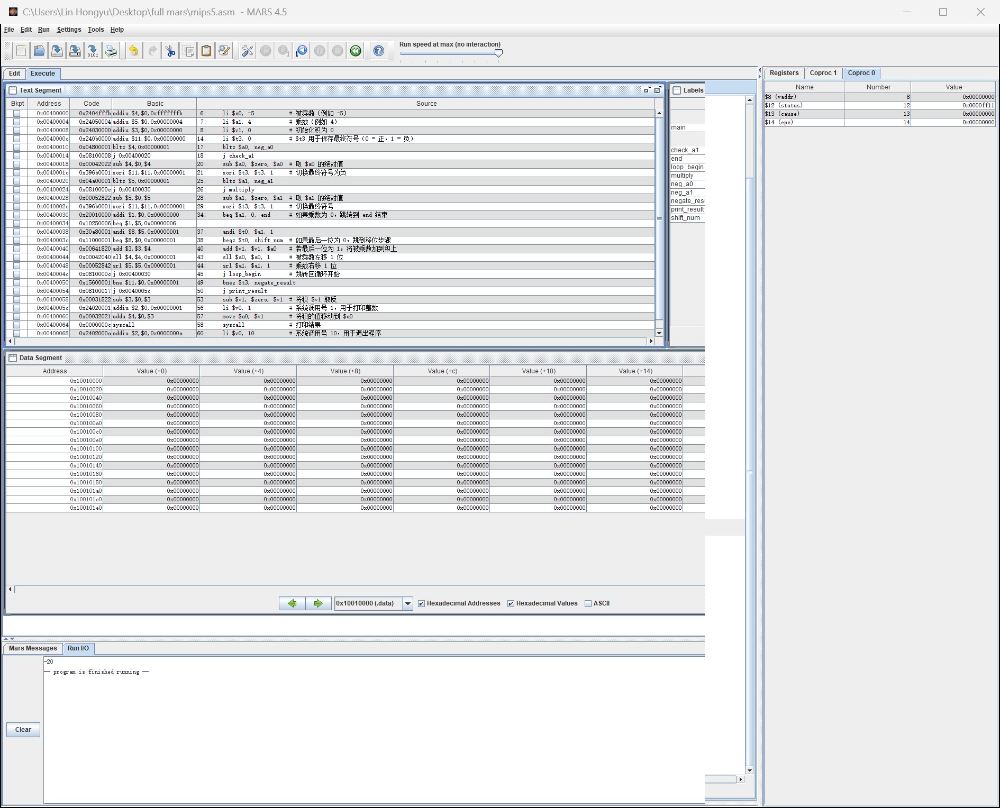 C:\Users\Lin Hongyu\Desktop\full mars\mips5.asm - MARS 4.5
File Edit Run Settings Tools Help
Run speed at max (no interaction)
Edit Execute
Text Segment
Bkpt Address Code Basic Source
0x00400000 0x2404fffb addiu $4,$0,0xfffffffb 6: li $a0, -5 # 被乘数（例如 -5）
0x00400004 0x24050004 addiu $5,$0,0x00000004 7: li $a1, 4 # 乘数（例如 4）
0x00400008 0x24030000 addiu $3,$0,0x00000000 8: li $v1, 0 # 初始化积为 0
0x0040000c 0x240b0000 addiu $11,$0,0x00000000 14: li $t3, 0 # $t3 用于保存最终符号（0 = 正，1 = 负）
0x00400010 0x04800001 bltz $4,0x00000001 17: bltz $a0, neg_a0
0x00400014 0x08100008 j 0x00400020 18: j check_a1
0x00400018 0x00042022 sub $4,$0,$4 20: sub $a0, $zero, $a0 # 取 $a0 的绝对值
0x0040001c 0x396b0001 xori $11,$11,0x00000001 21: xori $t3, $t3, 1 # 切换最终符号为负
0x00400020 0x04a00001 bltz $5,0x00000001 25: bltz $a1, neg_a1
0x00400024 0x0810000c j 0x00400030 26: j multiply
0x00400028 0x00052822 sub $5,$0,$5 28: sub $a1, $zero, $a1 # 取 $a1 的绝对值
0x0040002c 0x396b0001 xori $11,$11,0x00000001 29: xori $t3, $t3, 1 # 切换最终符号
0x00400030 0x20010000 addi $1,$0,0x00000000 34: beq $a1, 0, end # 如果乘数为 0，跳转到 end 结束
0x00400034 0x10250006 beq $1,$5,0x00000006
0x00400038 0x30a80001 andi $8,$5,0x00000001 37: andi $t0, $a1, 1
0x0040003c 0x11000001 beq $8,$0,0x00000001 38: beqz $t0, shift_num # 如果最后一位为 0，跳到移位步骤
0x00400040 0x00641820 add $3,$3,$4 40: add $v1, $v1, $a0 # 若最后一位为 1，将被乘数加到积上
0x00400044 0x00042040 sll $4,$4,0x00000001 43: sll $a0, $a0, 1 # 被乘数左移 1 位
0x00400048 0x00052842 srl $5,$5,0x00000001 44: srl $a1, $a1, 1 # 乘数右移 1 位
0x0040004c 0x0810000c j 0x00400030 45: j loop_begin # 跳转回循环开始
0x00400050 0x15600001 bne $11,$0,0x00000001 49: bnez $t3, negate_result
0x00400054 0x08100017 j 0x0040005c 50: j print_result
0x00400058 0x00031822 sub $3,$0,$3 53: sub $v1, $zero, $v1 # 将积 $v1 取反
0x0040005c 0x24020001 addiu $2,$0,0x00000001 56: li $v0, 1 # 系统调用号 1，用于打印整数
0x00400060 0x00032021 addu $4,$0,$3 57: move $a0, $v1 # 将积的值移动到 $a0
0x00400064 0x0000000c syscall 58: syscall # 打印结果
0x00400068 0x2402000a addiu $2,$0,0x0000000a 60: li $v0, 10 # 系统调用号 10，用于退出程序
Labels
main
check_a1
end
loop_begin
multiply
neg_a0
neg_a1
negate_resu
print_result
shift_num
Registers Coproc 1 Coproc 0
Name Number Value
$8 (vaddr) 8 0x00000000
$12 (status) 12 0x0000ff11
$13 (cause) 13 0x00000000
$14 (epc) 14 0x00000000
Data Segment
Address Value (+0) Value (+4) Value (+8) Value (+c) Value (+10) Value (+14)
0x10010000 0x00000000 0x00000000 0x00000000 0x00000000 0x00000000 0x00000000
0x10010020 0x00000000 0x00000000 0x00000000 0x00000000 0x00000000 0x00000000
0x10010040 0x00000000 0x00000000 0x00000000 0x00000000 0x00000000 0x00000000
0x10010060 0x00000000 0x00000000 0x00000000 0x00000000 0x00000000 0x00000000
0x10010080 0x00000000 0x00000000 0x00000000 0x00000000 0x00000000 0x00000000
0x100100a0 0x00000000 0x00000000 0x00000000 0x00000000 0x00000000 0x00000000
0x100100c0 0x00000000 0x00000000 0x00000000 0x00000000 0x00000000 0x00000000
0x100100e0 0x00000000 0x00000000 0x00000000 0x00000000 0x00000000 0x00000000
0x10010100 0x00000000 0x00000000 0x00000000 0x00000000 0x00000000 0x00000000
0x10010120 0x00000000 0x00000000 0x00000000 0x00000000 0x00000000 0x00000000
0x10010140 0x00000000 0x00000000 0x00000000 0x00000000 0x00000000 0x00000000
0x10010160 0x00000000 0x00000000 0x00000000 0x00000000 0x00000000 0x00000000
0x10010180 0x00000000 0x00000000 0x00000000 0x00000000 0x00000000 0x00000000
0x100101a0 0x00000000 0x00000000 0x00000000 0x00000000 0x00000000 0x00000000
0x100101c0 0x00000000 0x00000000 0x00000000 0x00000000 0x00000000 0x00000000
0x100101e0 0x00000000 0x00000000 0x00000000 0x00000000 0x00000000 0x00000000
0x10010000 (.data) Hexadecimal Addresses Hexadecimal Values ASCII
Mars Messages Run I/O
-20
-- program is finished running --
Clear